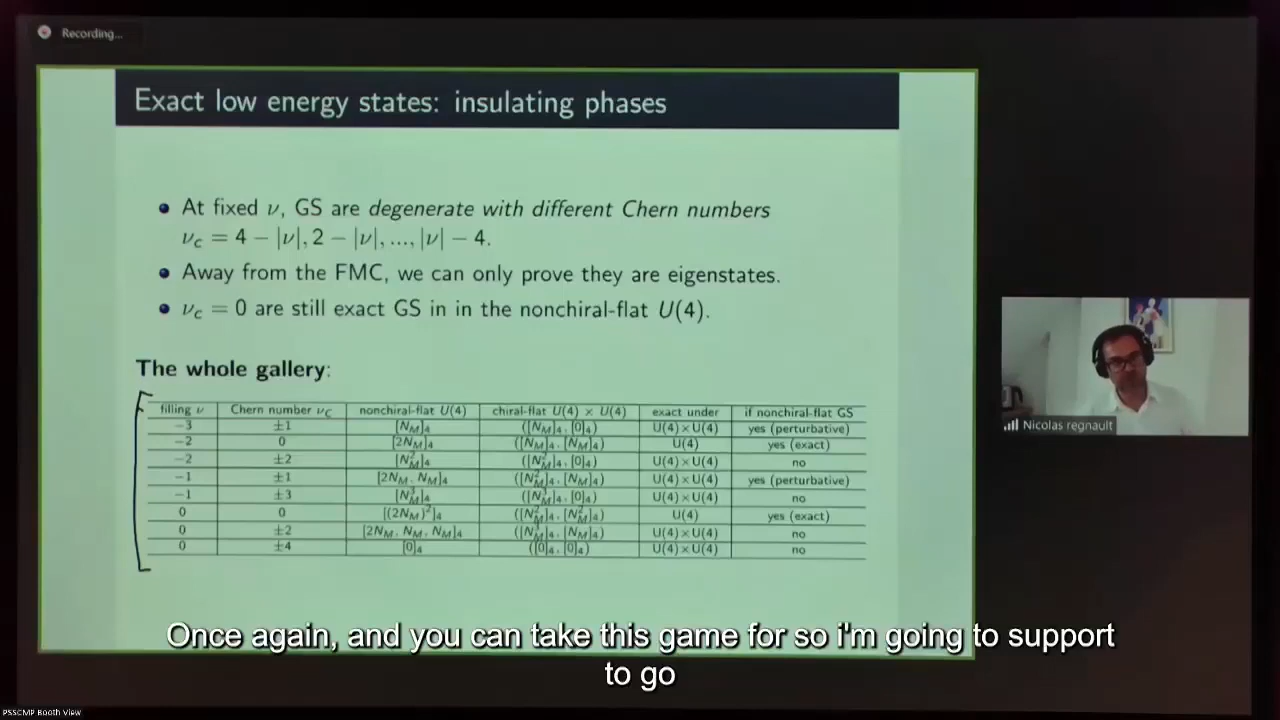 Recording...
Exact low energy states: insulating phases
At fixed ν, GS are degenerate with different Chern numbers
ν_c = 4 − |ν|, 2 − |ν|, ..., |ν| − 4.
Away from the FMC, we can only prove they are eigenstates.
ν_c = 0 are still exact GS in in the nonchiral-flat U(4).
The whole gallery:
filling ν Chern number ν_C nonchiral-flat U(4) chiral-flat U(4) × U(4) exact under if nonchiral-flat GS
−3 ±1 [N_M]_4 ([N_M]_4, [0]_4) U(4)×U(4) yes (perturbative)
−2 0 [2N_M]_4 ([N_M]_4, [N_M]_4) U(4) yes (exact)
−2 ±2 [N_M^2]_4 ([N_M^2]_4, [0]_4) U(4)×U(4) no
−1 ±1 [2N_M, N_M]_4 ([N_M^2]_4, [N_M]_4) U(4)×U(4) yes (perturbative)
−1 ±3 [N_M^3]_4 ([N_M^3]_4, [0]_4) U(4)×U(4) no
0 0 [(2N_M)^2]_4 ([N_M^2]_4, [N_M^2]_4) U(4) yes (exact)
0 ±2 [2N_M, N_M, N_M]_4 ([N_M^3]_4, [N_M]_4) U(4)×U(4) no
0 ±4 [0]_4 ([0]_4, [0]_4) U(4)×U(4) no
Nicolas regnault
Once again, and you can take this game for so i'm going to support
to go
PSSCMP Booth View